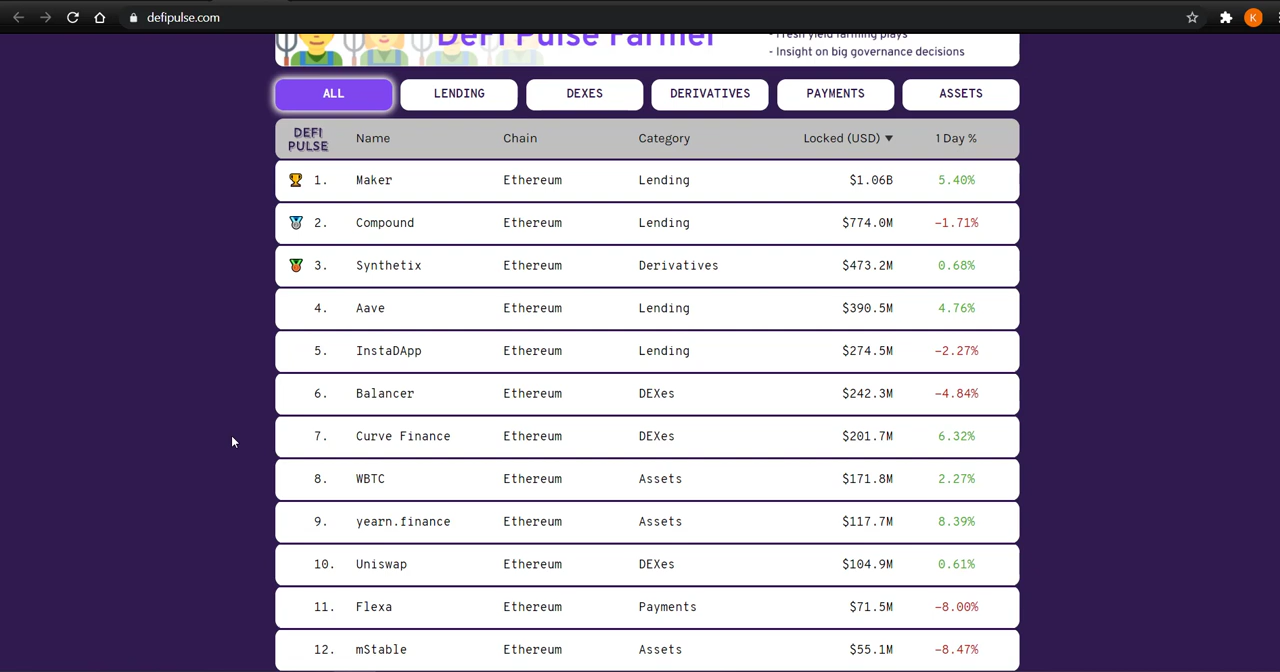 defipulse.com
K
DeFi Pulse Farmer
- Fresh yield farming plays
- Insight on big governance decisions
ALL LENDING DEXES DERIVATIVES PAYMENTS ASSETS
DEFI PULSE Name Chain Category Locked (USD) ▼ 1 Day %
1. Maker Ethereum Lending $1.06B 5.40%
2. Compound Ethereum Lending $774.0M -1.71%
3. Synthetix Ethereum Derivatives $473.2M 0.68%
4. Aave Ethereum Lending $390.5M 4.76%
5. InstaDApp Ethereum Lending $274.5M -2.27%
6. Balancer Ethereum DEXes $242.3M -4.84%
7. Curve Finance Ethereum DEXes $201.7M 6.32%
8. WBTC Ethereum Assets $171.8M 2.27%
9. yearn.finance Ethereum Assets $117.7M 8.39%
10. Uniswap Ethereum DEXes $104.9M 0.61%
11. Flexa Ethereum Payments $71.5M -8.00%
12. mStable Ethereum Assets $55.1M -8.47%